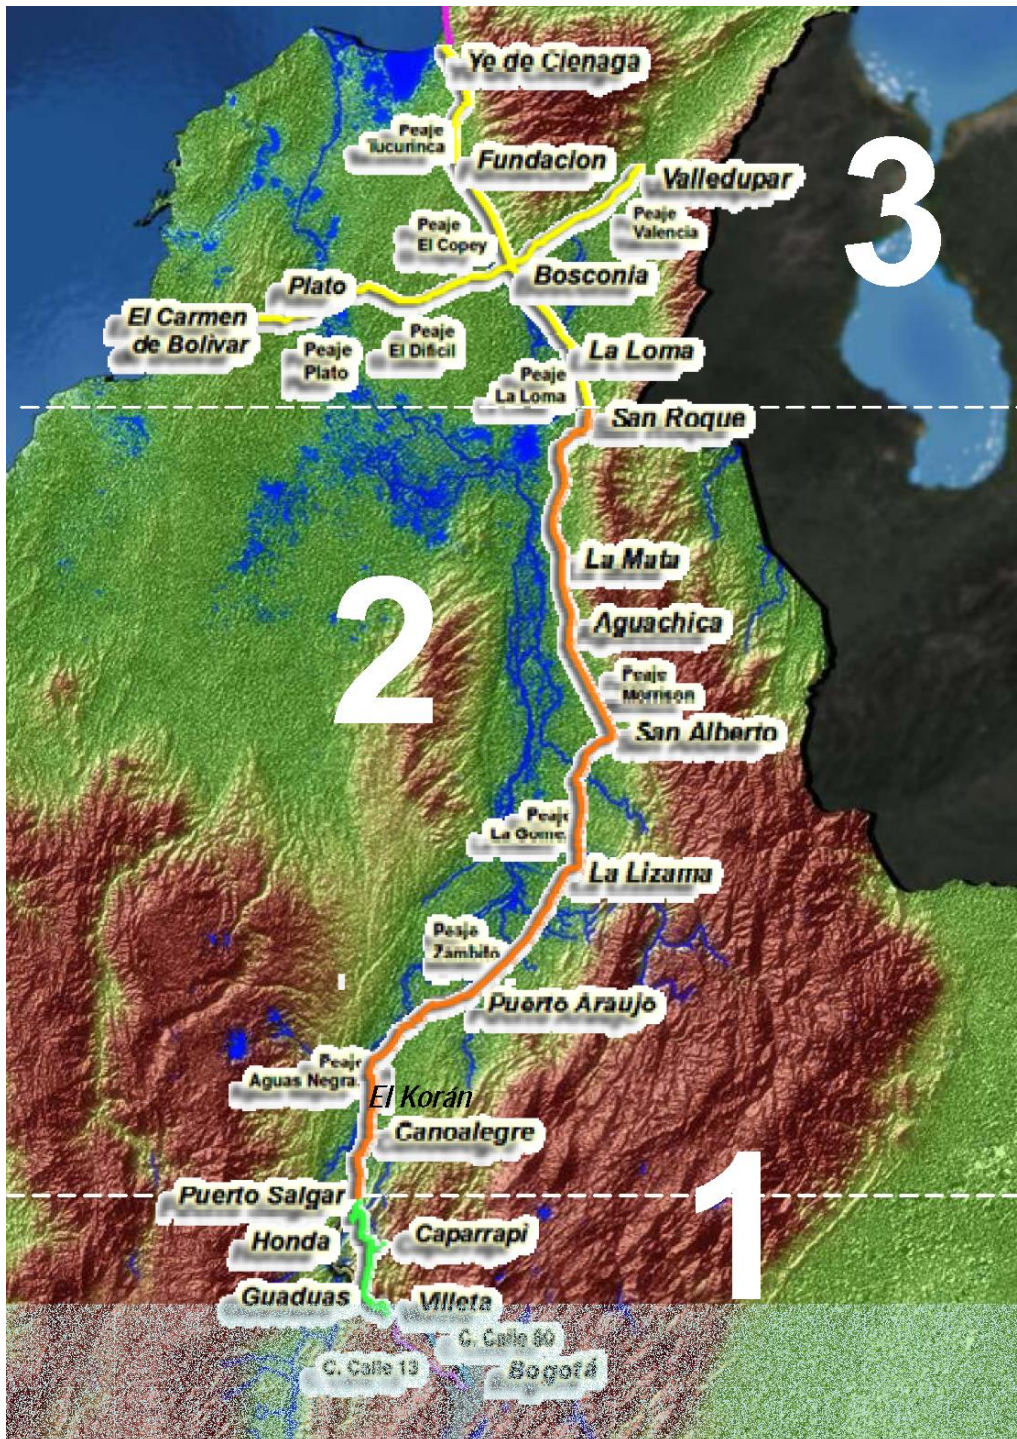 Ye de Cienaga
Peaje
Tucurinca
Fundacion
Valledupar
3
Peaje
El Copey
Peaje
Valencia
Bosconia
Plato
El Carmen
de Bolivar
Peaje
El Dificil
Peaje
Plato
La Loma
Peaje
La Loma
San Roque
La Mata
2
Aguachica
Peaje
Morrison
San Alberto
Peaje
La Gome
La Lizama
Peaje
Zambito
Puerto Araujo
Peaje
Aguas Negra
El Korán
Canoalegre
1
Puerto Salgar
Honda
Caparrapi
Guaduas
Villeta
C. Calle 80
C. Calle 13
Bogotá